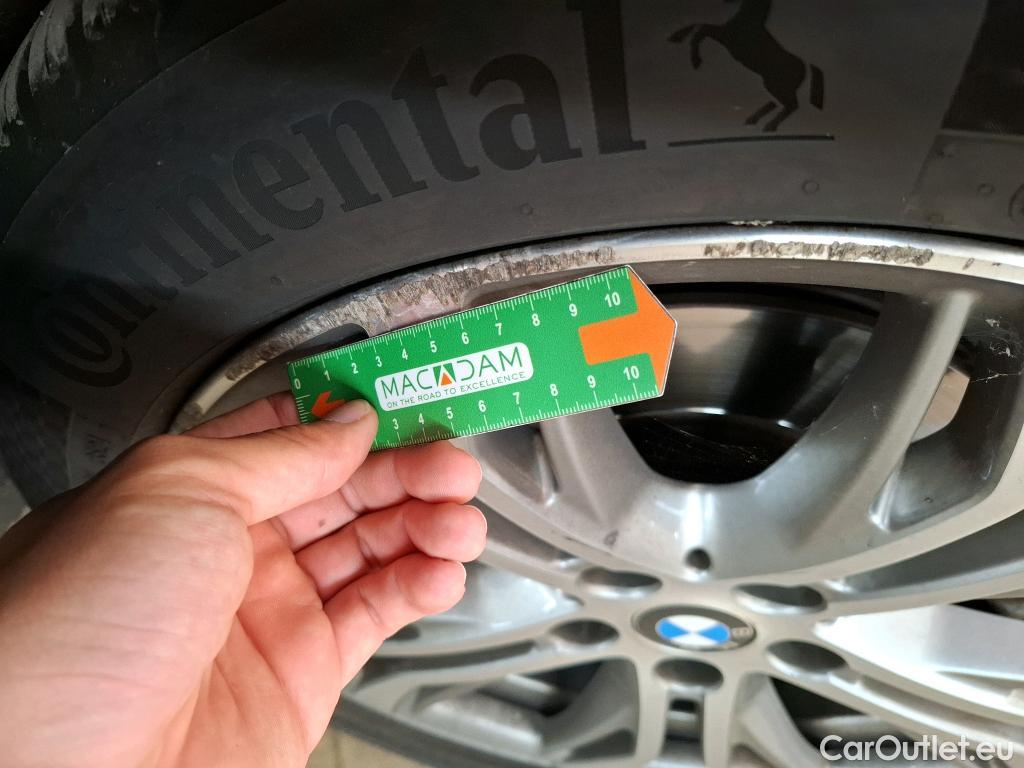 Continental
0 1 2 3 4 5 6 7 8 9 10
MACADAM
ON THE ROAD TO EXCELLENCE
3 4 5 6 7 8 9 10
CarOutlet.eu